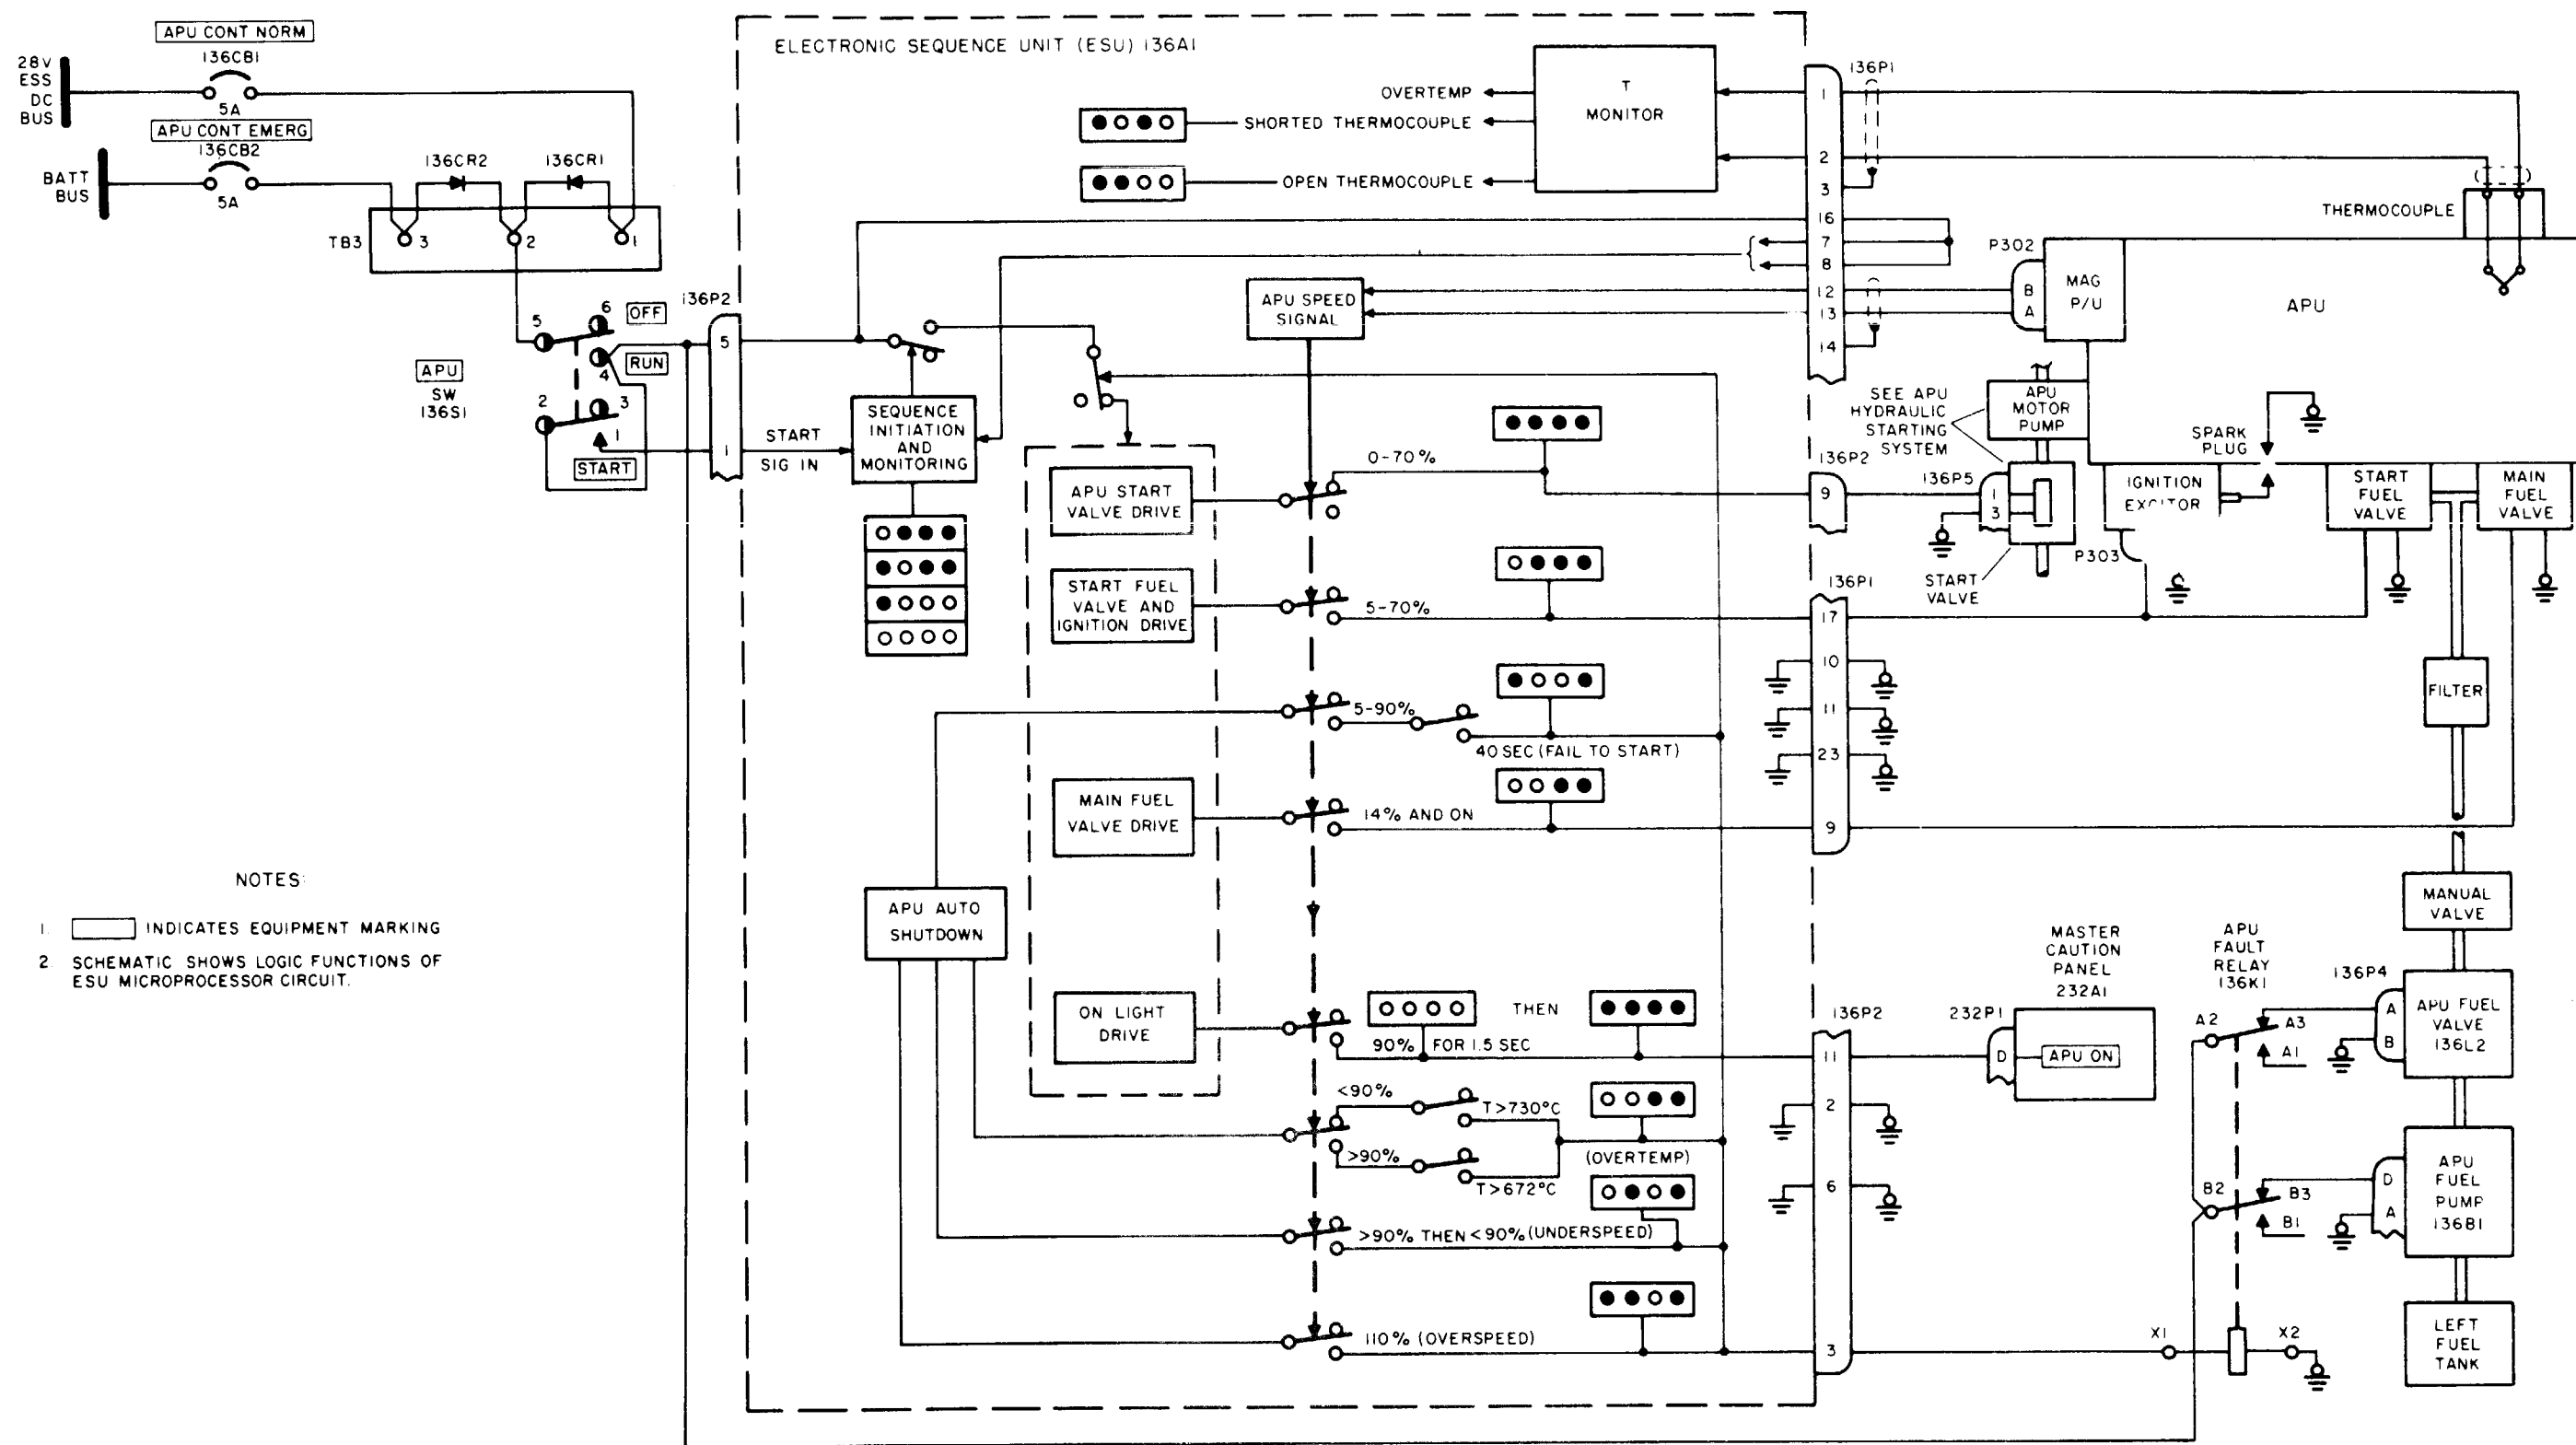 APU CONT NORM
136CB1
28V
ESS
DC
BUS
5A
APU CONT EMERG
136CB2
BATT
BUS
5A
136CR2
136CR1
TB3
3
2
1
5
6
OFF
RUN
4
APU
SW
136S1
2
3
1
START
136P2
5
1
START
SIG IN
ELECTRONIC SEQUENCE UNIT (ESU) 136A1
T
MONITOR
OVERTEMP
SHORTED THERMOCOUPLE
OPEN THERMOCOUPLE
136P1
1
2
3
16
7
8
12
13
14
APU SPEED
SIGNAL
SEQUENCE
INITIATION
AND
MONITORING
APU START
VALVE DRIVE
0-70%
START FUEL
VALVE AND
IGNITION DRIVE
5-70%
5-90%
40 SEC (FAIL TO START)
MAIN FUEL
VALVE DRIVE
14% AND ON
APU AUTO
SHUTDOWN
ON LIGHT
DRIVE
THEN
90% FOR 1.5 SEC
<90%
T>730°C
>90%
T>672°C
(OVERTEMP)
>90% THEN <90% (UNDERSPEED)
110% (OVERSPEED)
136P2
9
136P1
17
10
11
23
9
136P2
11
2
6
3
THERMOCOUPLE
P302
B
A
MAG
P/U
APU
SEE APU
HYDRAULIC
STARTING
SYSTEM
APU
MOTOR
PUMP
136P5
1
3
START
VALVE
SPARK
PLUG
IGNITION
P303
START
FUEL
VALVE
MAIN
FUEL
VALVE
FILTER
MANUAL
VALVE
MASTER
CAUTION
PANEL
232A1
232P1
D
APU ON
APU
FAULT
RELAY
136K1
A2
A3
A1
B2
B3
B1
X1
X2
136P4
A
B
APU FUEL
VALVE
136L2
D
A
APU
FUEL
PUMP
136B1
LEFT
FUEL
TANK
NOTES:
1. INDICATES EQUIPMENT MARKING
2. SCHEMATIC SHOWS LOGIC FUNCTIONS OF
ESU MICROPROCESSOR CIRCUIT.